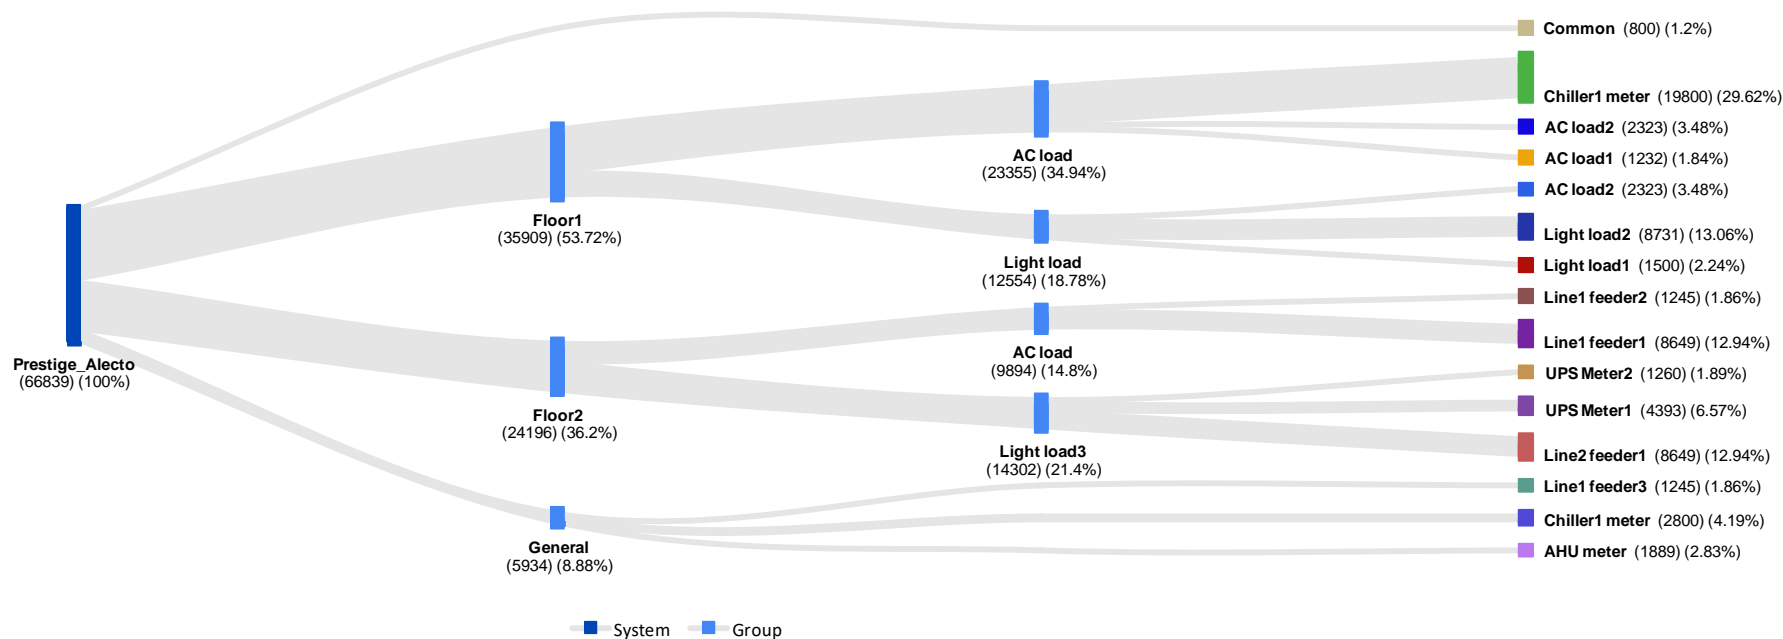 Common (800) (1.2%)
Chiller1 meter (19800) (29.62%)
AC load2 (2323) (3.48%)
AC load1 (1232) (1.84%)
AC load2 (2323) (3.48%)
Light load2 (8731) (13.06%)
Light load1 (1500) (2.24%)
Line1 feeder2 (1245) (1.86%)
Line1 feeder1 (8649) (12.94%)
UPS Meter2 (1260) (1.89%)
UPS Meter1 (4393) (6.57%)
Line2 feeder1 (8649) (12.94%)
Line1 feeder3 (1245) (1.86%)
Chiller1 meter (2800) (4.19%)
AHU meter (1889) (2.83%)
AC load
(23355) (34.94%)
Light load
(12554) (18.78%)
AC load
(9894) (14.8%)
Light load3
(14302) (21.4%)
Floor1
(35909) (53.72%)
Floor2
(24196) (36.2%)
General
(5934) (8.88%)
Prestige_Alecto
(66839) (100%)
System
Group